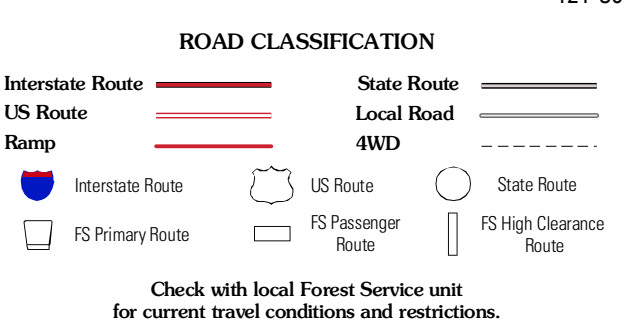 ROAD CLASSIFICATION
Interstate Route
State Route
US Route
Local Road
Ramp
4WD
Interstate Route
US Route
State Route
FS Primary Route
FS Passenger
Route
FS High Clearance
Route
Check with local Forest Service unit
for current travel conditions and restrictions.